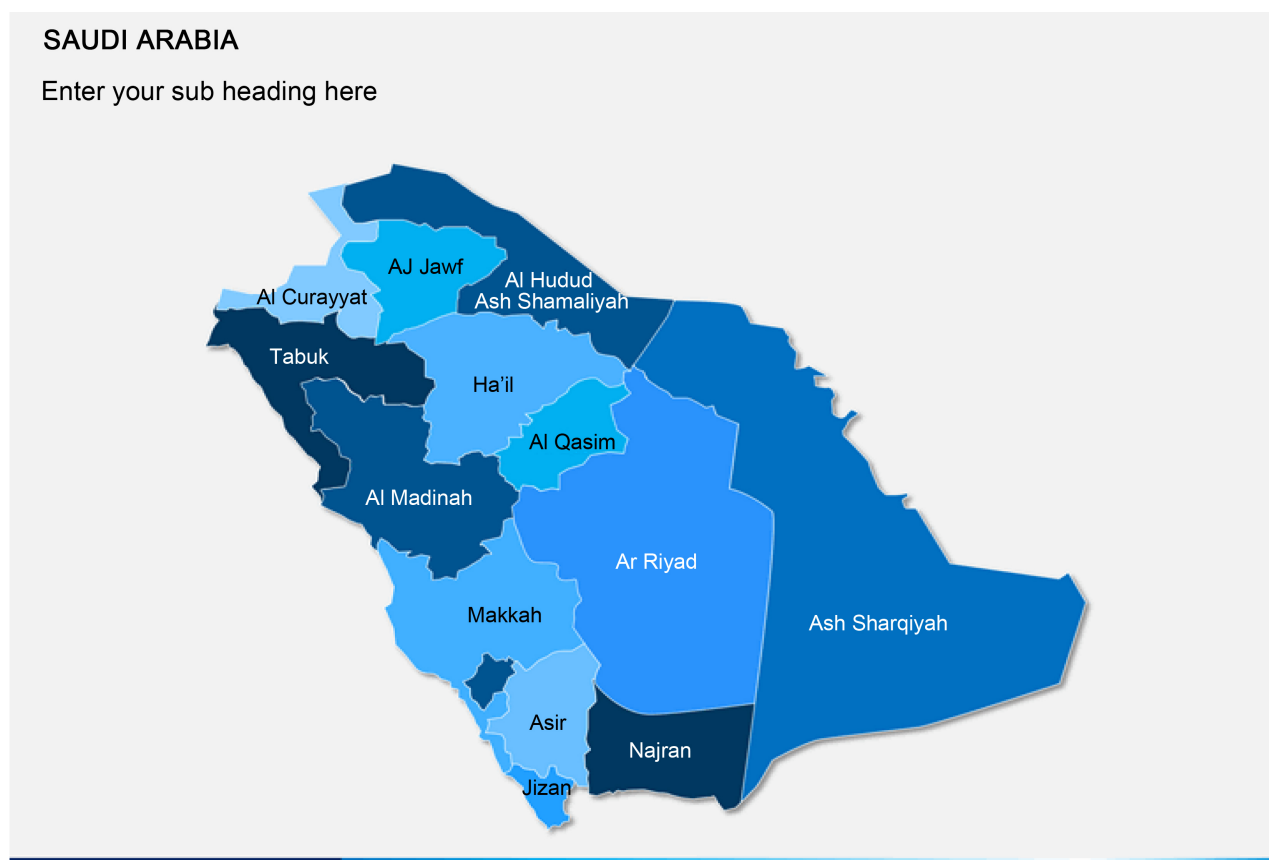 SAUDI ARABIA
Enter your sub heading here
AJ Jawf
Al Hudud
Ash Shamaliyah
Al Curayyat
Tabuk
Ha’il
Al Qasim
Al Madinah
Ar Riyad
Makkah
Ash Sharqiyah
Asir
Najran
Jizan